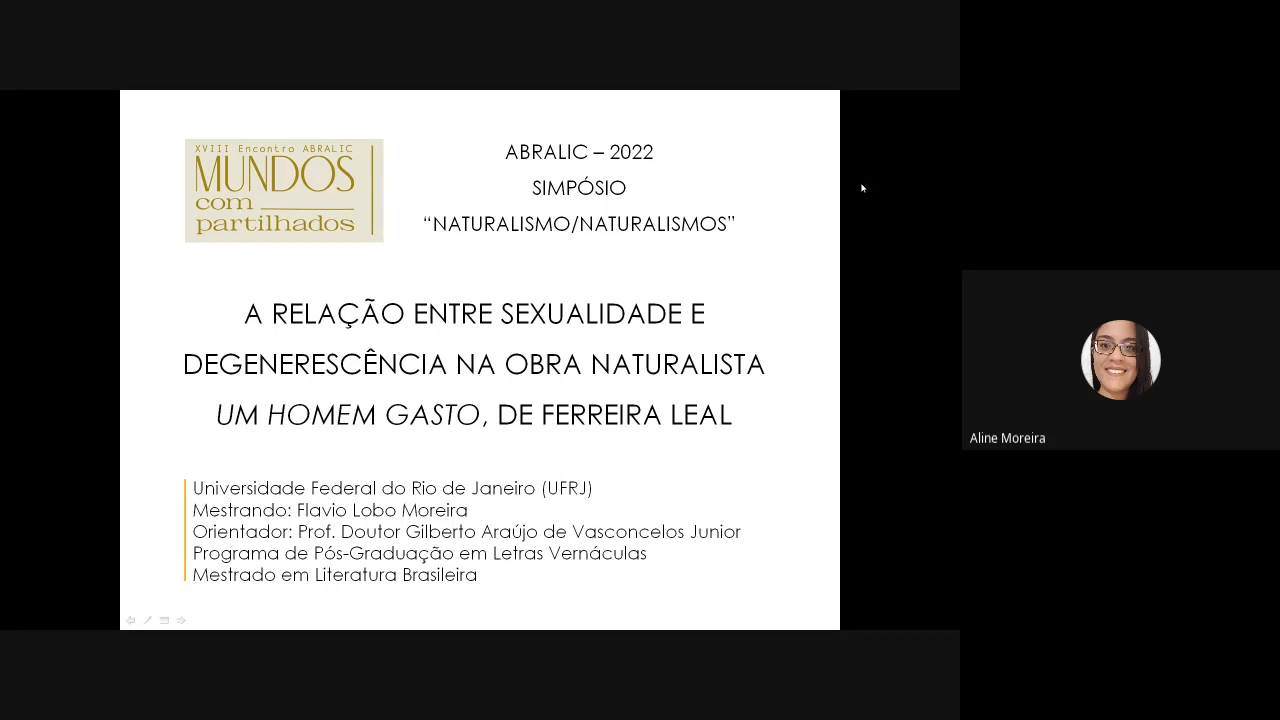 XVIII Encontro ABRALIC
MUNDOS
com
partilhados
ABRALIC – 2022
SIMPÓSIO
“NATURALISMO/NATURALISMOS”
A RELAÇÃO ENTRE SEXUALIDADE E
DEGENERESCÊNCIA NA OBRA NATURALISTA
UM HOMEM GASTO, DE FERREIRA LEAL
Universidade Federal do Rio de Janeiro (UFRJ)
Mestrando: Flavio Lobo Moreira
Orientador: Prof. Doutor Gilberto Araújo de Vasconcelos Junior
Programa de Pós-Graduação em Letras Vernáculas
Mestrado em Literatura Brasileira
Aline Moreira